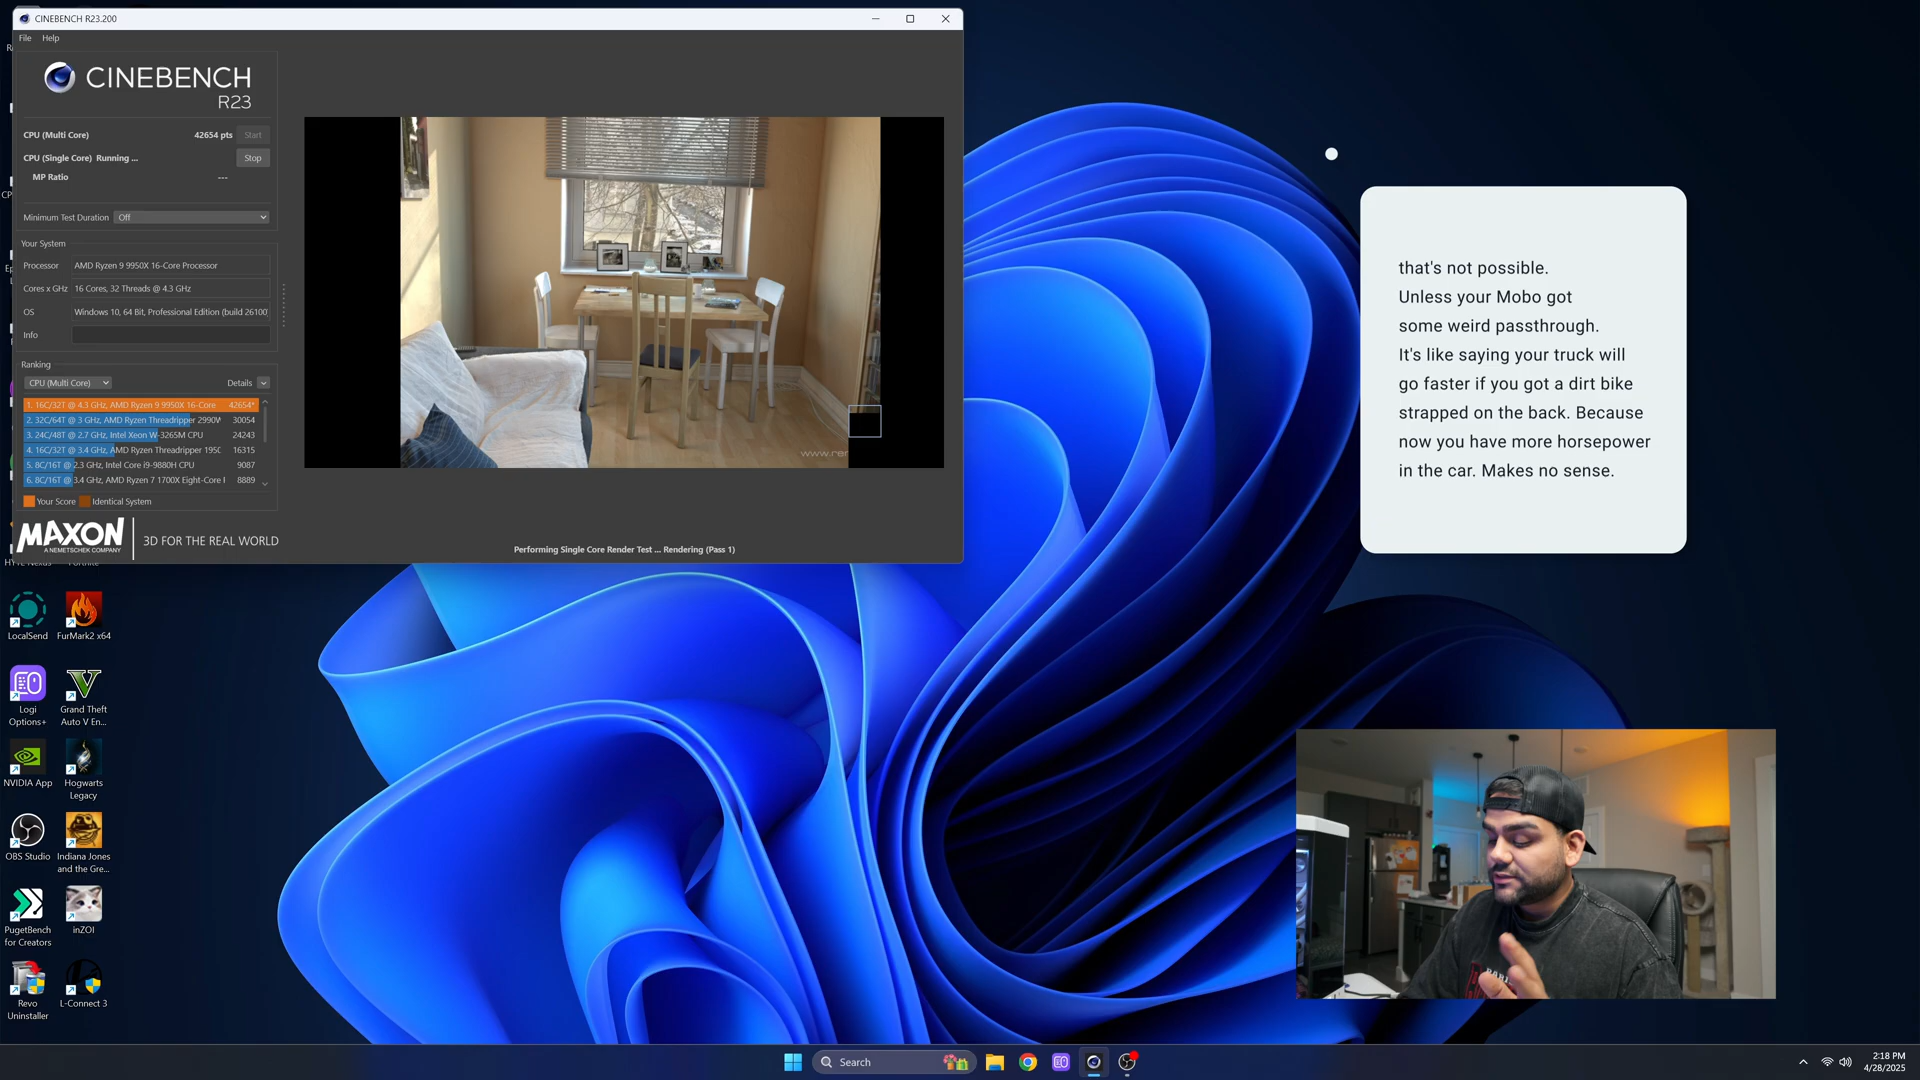 CINEBENCH R23.200
File Help
CINEBENCH
R23
CPU (Multi Core) 42654 pts Start
CPU (Single Core) Running ... Stop
MP Ratio ---
Minimum Test Duration Off
Your System
Processor AMD Ryzen 9 9950X 16-Core Processor
Cores x GHz 16 Cores, 32 Threads @ 4.3 GHz
OS Windows 10, 64 Bit, Professional Edition (build 26100)
Info
Ranking
CPU (Multi Core) Details
1. 16C/32T @ 4.3 GHz, AMD Ryzen 9 9950X 16-Core 42654*
2. 32C/64T @ 3 GHz, AMD Ryzen Threadripper 2990W 30054
3. 24C/48T @ 2.7 GHz, Intel Xeon W-3265M CPU 24243
4. 16C/32T @ 3.4 GHz, AMD Ryzen Threadripper 1950 16315
5. 8C/16T @ 2.3 GHz, Intel Core i9-9880H CPU 9087
6. 8C/16T @ 3.4 GHz, AMD Ryzen 7 1700X Eight-Core 8889
Your Score Identical System
MAXON
A NEMETSCHEK COMPANY
3D FOR THE REAL WORLD
www.rer
Performing Single Core Render Test ... Rendering (Pass 1)
that's not possible.
Unless your Mobo got
some weird passthrough.
It's like saying your truck will
go faster if you got a dirt bike
strapped on the back. Because
now you have more horsepower
in the car. Makes no sense.
LocalSend FurMark2 x64
Logi
Options+
Grand Theft
Auto V En...
NVIDIA App
Hogwarts
Legacy
OBS Studio
Indiana Jones
and the Gre...
PugetBench
for Creators
inZOI
Revo
Uninstaller
L-Connect 3
Search
2:18 PM
4/28/2025